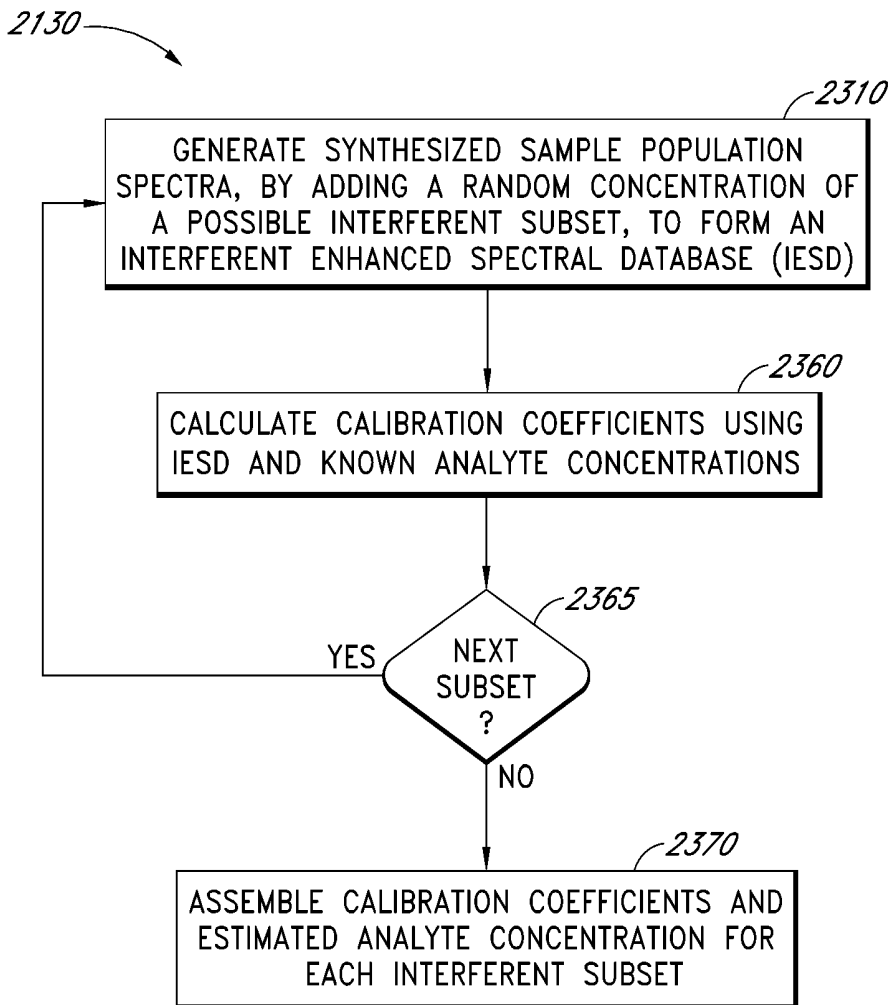 2130
2310
GENERATE SYNTHESIZED SAMPLE POPULATION
SPECTRA, BY ADDING A RANDOM CONCENTRATION OF
A POSSIBLE INTERFERENT SUBSET, TO FORM AN
INTERFERENT ENHANCED SPECTRAL DATABASE (IESD)
2360
CALCULATE CALIBRATION COEFFICIENTS USING
IESD AND KNOWN ANALYTE CONCENTRATIONS
2365
YES
NEXT
SUBSET
?
NO
2370
ASSEMBLE CALIBRATION COEFFICIENTS AND
ESTIMATED ANALYTE CONCENTRATION FOR
EACH INTERFERENT SUBSET